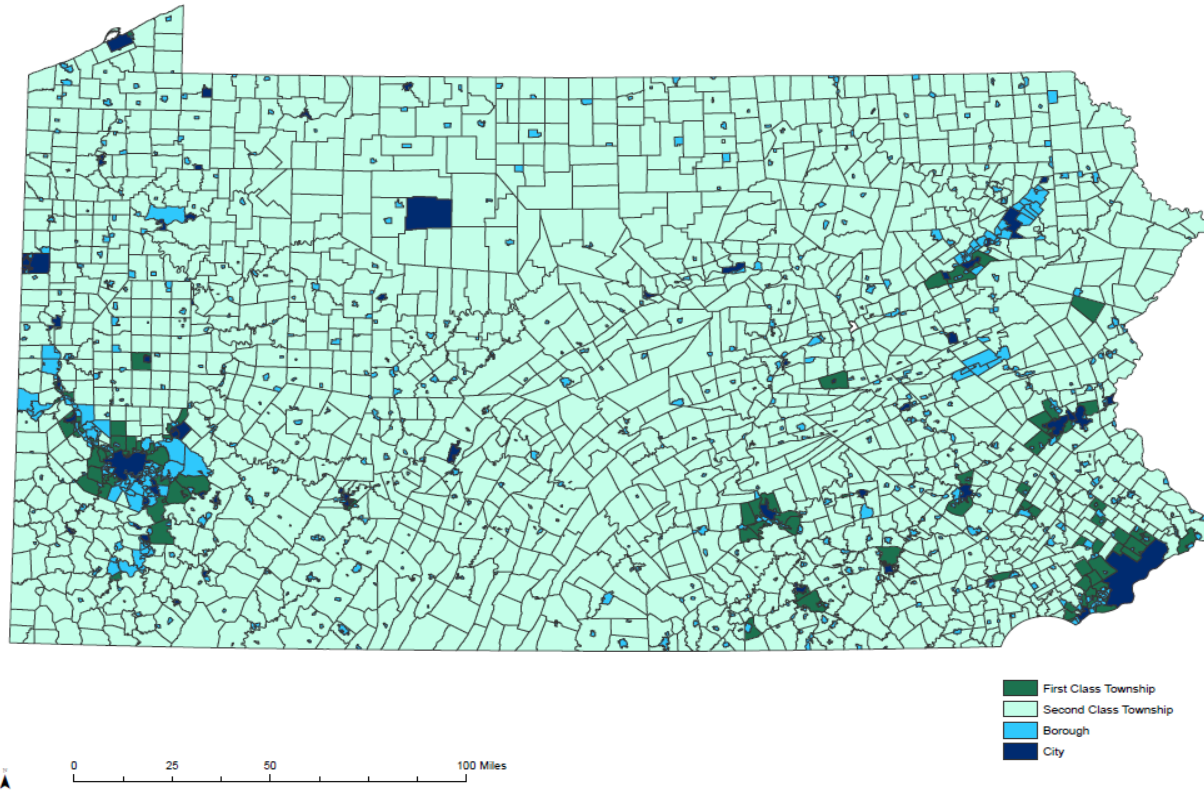 First Class Township
Second Class Township
Borough
City
N
0 25 50 100 Miles